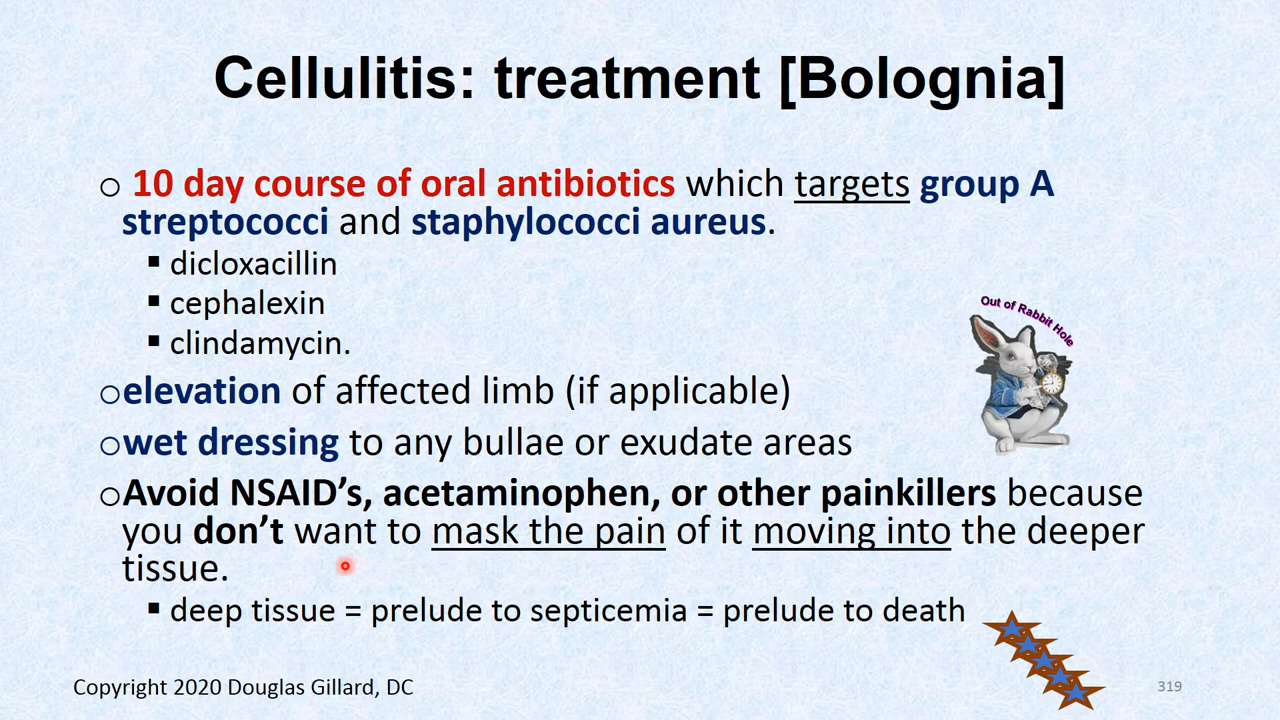 Cellulitis: treatment [Bolognia]
○ 10 day course of oral antibiotics which targets group A
streptococci and staphylococci aureus.
▪ dicloxacillin
▪ cephalexin
▪ clindamycin.
○elevation of affected limb (if applicable)
Out of Rabbit Hole
○wet dressing to any bullae or exudate areas
○Avoid NSAID’s, acetaminophen, or other painkillers because
you don’t want to mask the pain of it moving into the deeper
tissue.
▪ deep tissue = prelude to septicemia = prelude to death
Copyright 2020 Douglas Gillard, DC
319